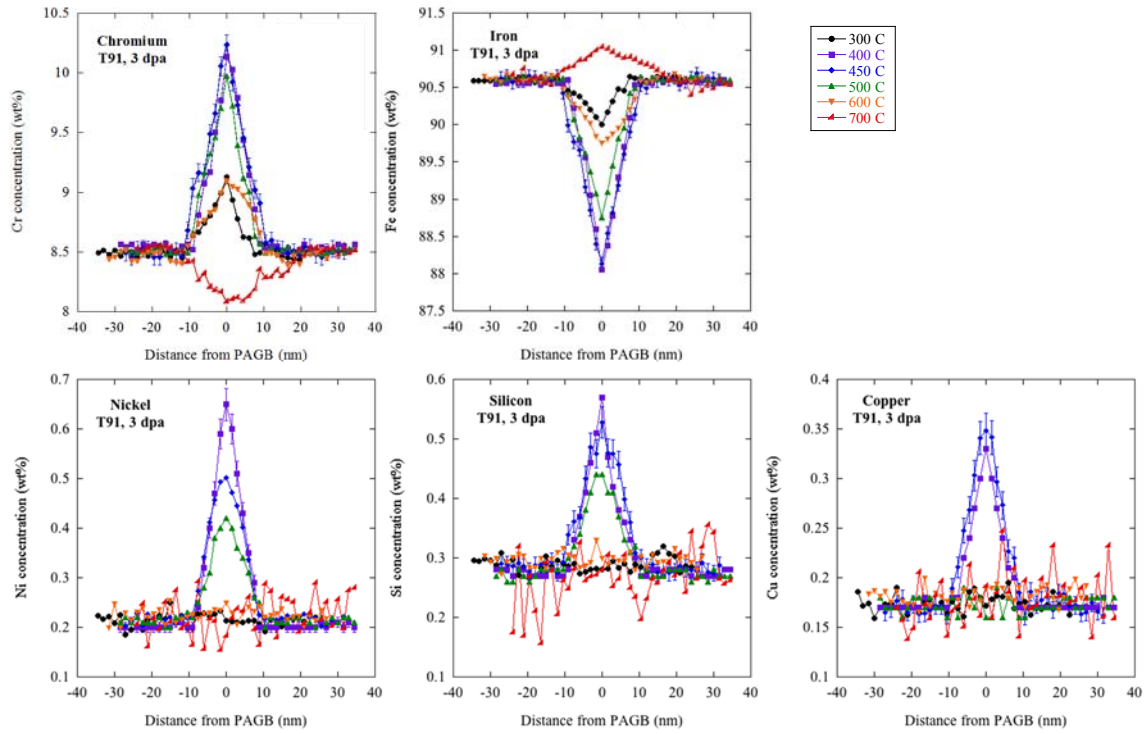 Chromium
T91, 3 dpa
Cr concentration (wt%)
10.5
10
9.5
9
8.5
8
-40 -30 -20 -10 0 10 20 30 40
Distance from PAGB (nm)
Iron
T91, 3 dpa
Fe concentration (wt%)
91.5
91
90.5
90
89.5
89
88.5
88
87.5
-40 -30 -20 -10 0 10 20 30 40
Distance from PAGB (nm)
300 C
400 C
450 C
500 C
600 C
700 C
Nickel
T91, 3 dpa
Ni concentration (wt%)
0.7
0.6
0.5
0.4
0.3
0.2
0.1
-40 -30 -20 -10 0 10 20 30 40
Distance from PAGB (nm)
Silicon
T91, 3 dpa
Si concentration (wt%)
0.6
0.5
0.4
0.3
0.2
0.1
-40 -30 -20 -10 0 10 20 30 40
Distance from PAGB (nm)
Copper
T91, 3 dpa
Cu concentration (wt%)
0.4
0.35
0.3
0.25
0.2
0.15
0.1
-40 -30 -20 -10 0 10 20 30 40
Distance from PAGB (nm)